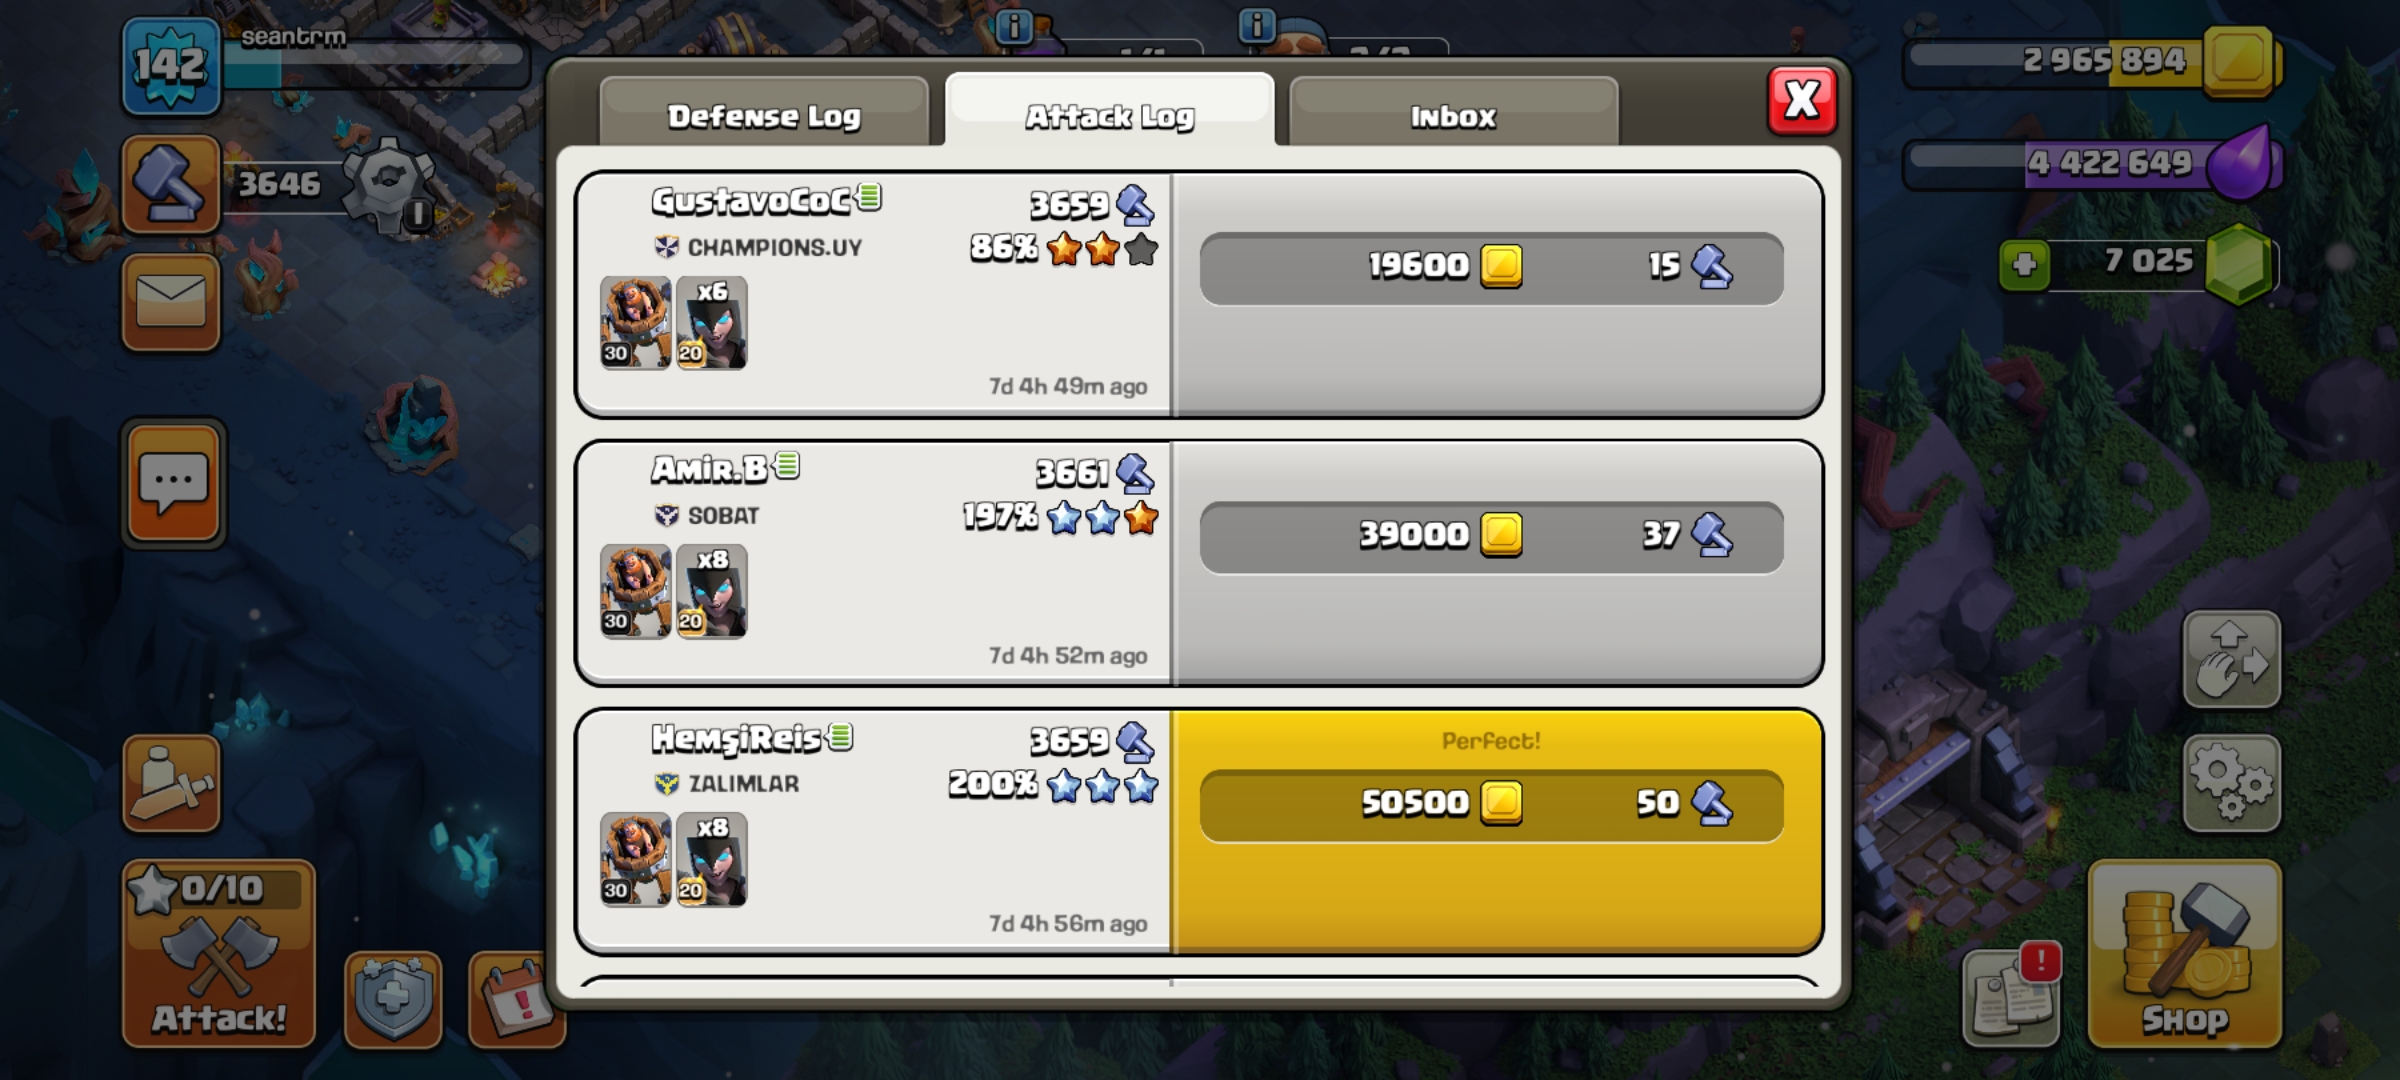 142
seantrm
3646
I
Defense Log
Attack Log
Inbox
X
2 965 894
4 422 649
7 025
GustavoCoC
3659
CHAMPIONS.UY
86%
19600
15
x6
30
20
7d 4h 49m ago
Amir.B
3661
SOBAT
197%
39000
37
x8
30
20
7d 4h 52m ago
HemşiReis
3659
Perfect!
ZALIMLAR
200%
50500
50
x8
30
20
7d 4h 56m ago
0/10
Attack!
!
Shop